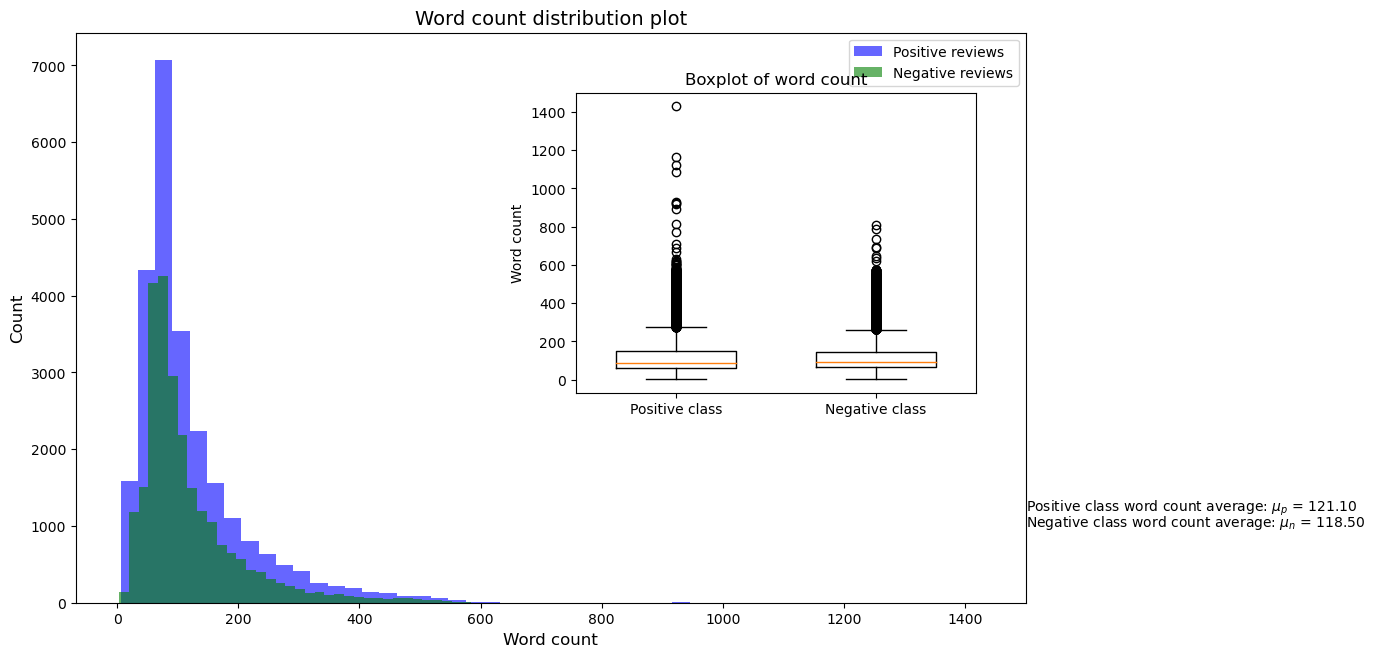 Word count distribution plot
Positive reviews
Negative reviews
Boxplot of word count
1400
1200
1000
800
600
400
200
0
Word count
Positive class
Negative class
7000
6000
5000
4000
3000
2000
1000
0
Count
0 200 400 600 800 1000 1200 1400
Word count
Positive class word count average: μp = 121.10
Negative class word count average: μn = 118.50